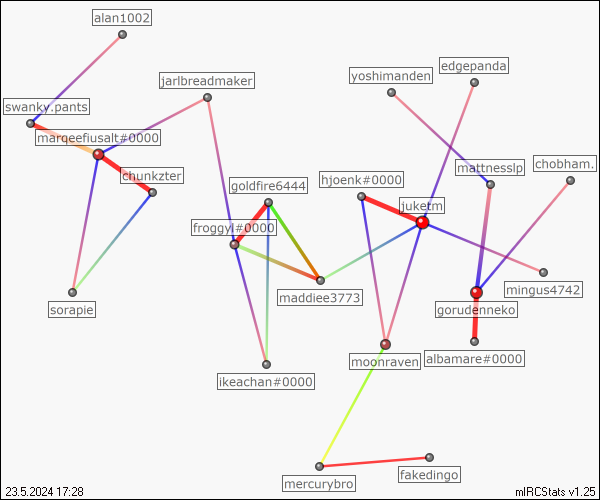 alan1002
edgepanda
yoshimanden
jarlbreadmaker
swanky.pants
marqeefiusalt#0000
mattnesslp
chobham.
chunkzter
hjoenk#0000
goldfire6444
juketm
froggyl#0000
mingus4742
maddiee3773
sorapie
gorudenneko
moonraven
albamare#0000
ikeachan#0000
fakedingo
mercurybro
23.5.2024 17:28
mIRCStats v1.25